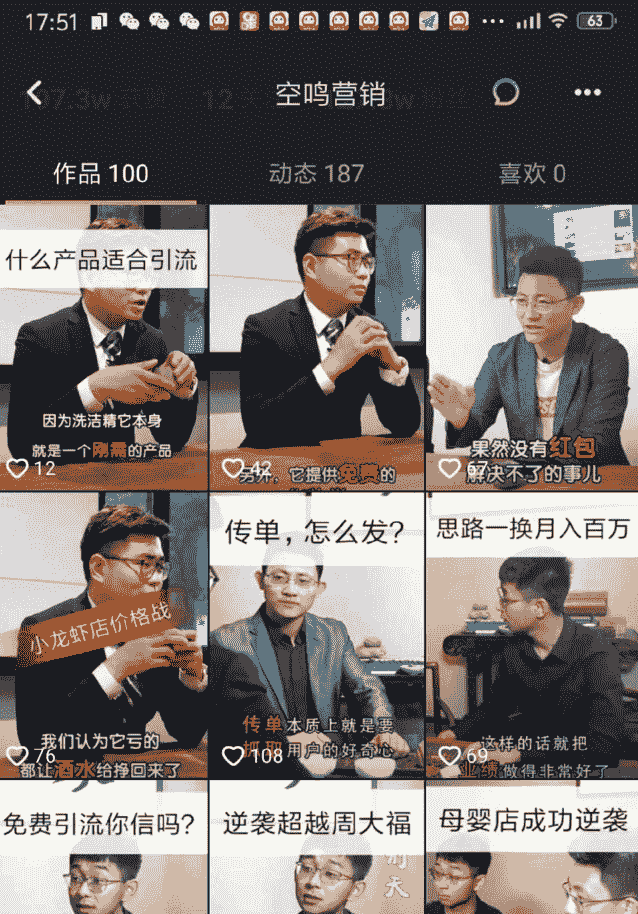 17:51
63
空鸣营销
作品 100
动态 187
喜欢 0
什么产品适合引流
因为洗洁精它本身
就是一个刚需的产品
12
另外，它提供免费的
42
果然没有红包
解决不了的事儿
67
小龙虾店价格战
我们认为它亏的
都让酒水给挣回来了
76
传单，怎么发？
传单本质上就是要
抓取用户的好奇心
108
思路一换月入百万
这样的话就把
业绩做得非常好了
69
免费引流你信吗？
逆袭超越周大福
母婴店成功逆袭